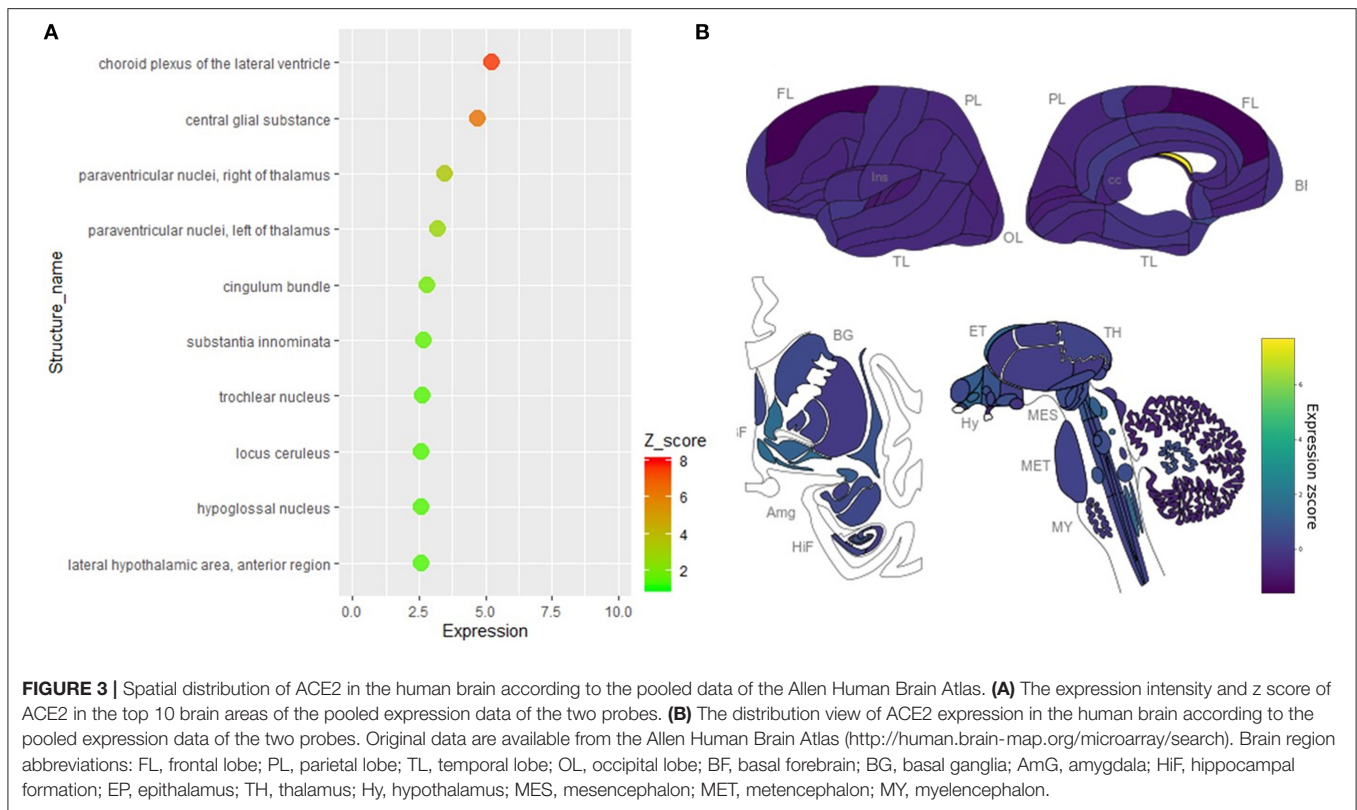 A
B
choroid plexus of the lateral ventricle
central glial substance
paraventricular nuclei, right of thalamus
paraventricular nuclei, left of thalamus
cingulum bundle
substantia innominata
trochlear nucleus
locus ceruleus
hypoglossal nucleus
lateral hypothalamic area, anterior region
Structure_name
0.0 2.5 5.0 7.5 10.0
Expression
Z_score
8
6
4
2
FL
PL
Ins
OL
TL
PL
FL
cc
TL
BG
Amg
HiF
ET
TH
Hy
MES
MET
MY
6
4
2
0
Expression zscore
FIGURE 3 | Spatial distribution of ACE2 in the human brain according to the pooled data of the Allen Human Brain Atlas. (A) The expression intensity and z score of
ACE2 in the top 10 brain areas of the pooled expression data of the two probes. (B) The distribution view of ACE2 expression in the human brain according to the
pooled expression data of the two probes. Original data are available from the Allen Human Brain Atlas (http://human.brain-map.org/microarray/search). Brain region
abbreviations: FL, frontal lobe; PL, parietal lobe; TL, temporal lobe; OL, occipital lobe; BF, basal forebrain; BG, basal ganglia; AmG, amygdala; HiF, hippocampal
formation; EP, epithalamus; TH, thalamus; Hy, hypothalamus; MES, mesencephalon; MET, metencephalon; MY, myelencephalon.